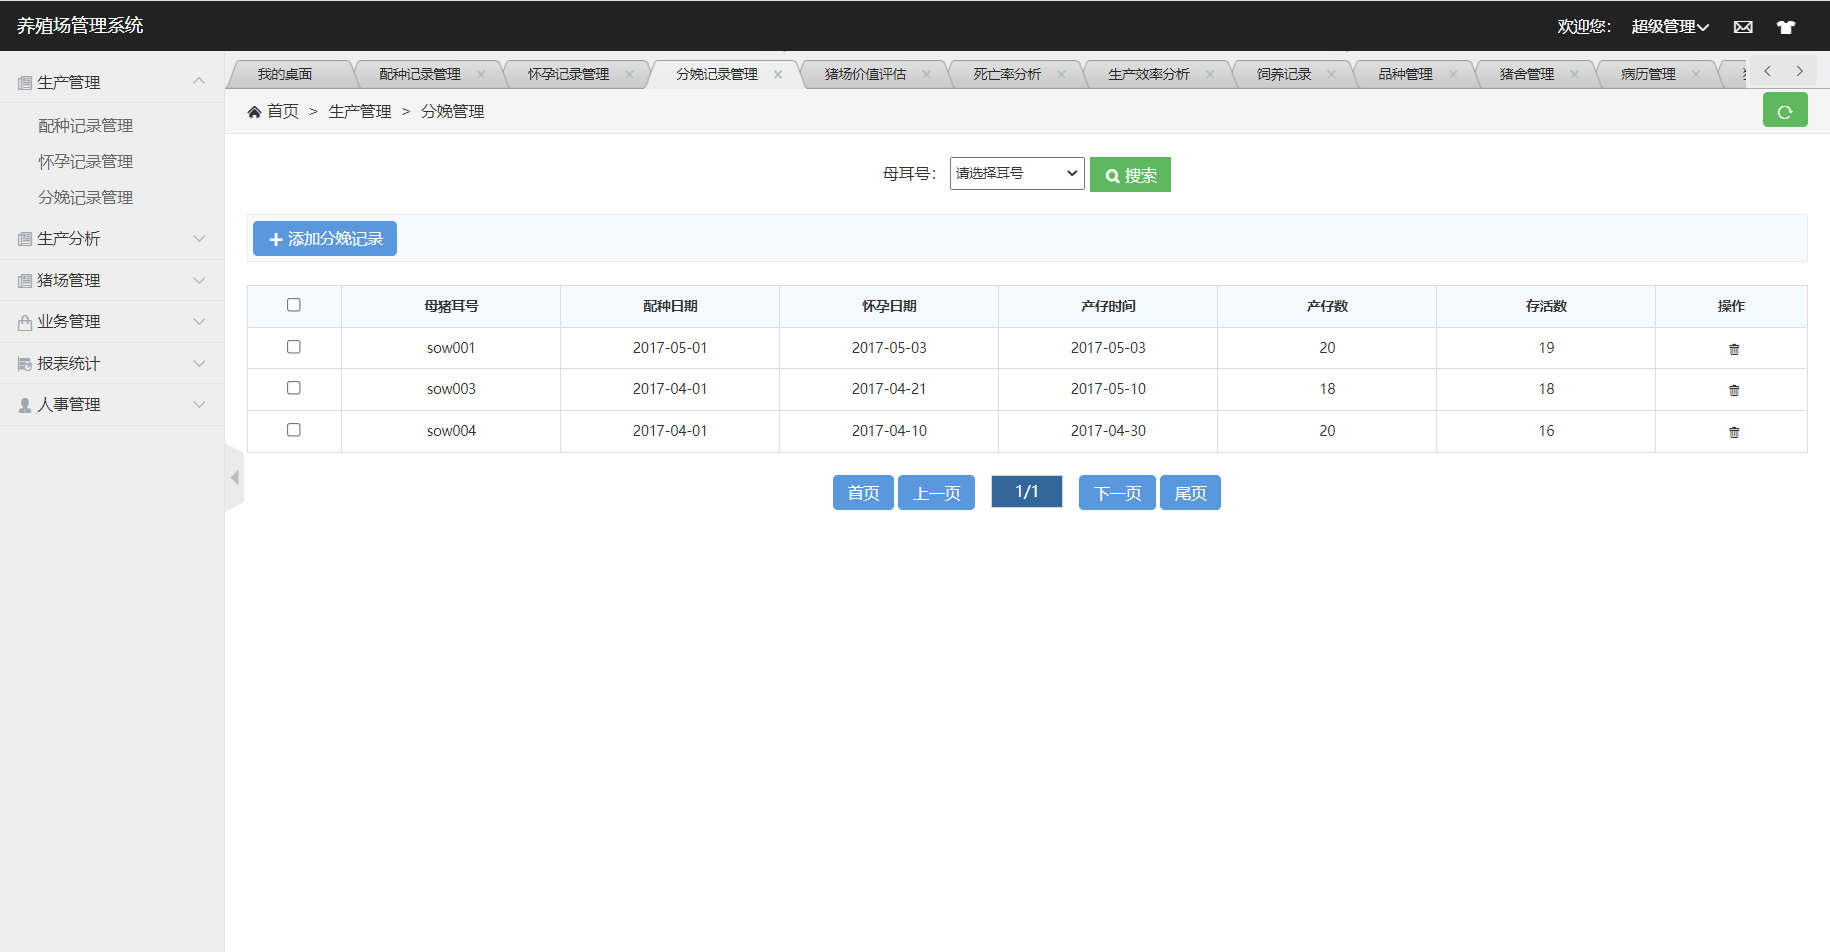 养殖场管理系统
欢迎您： 超级管理
生产管理
配种记录管理
怀孕记录管理
分娩记录管理
生产分析
猪场管理
业务管理
报表统计
人事管理
我的桌面 配种记录管理 怀孕记录管理 分娩记录管理 猪场价值评估 死亡率分析 生产效率分析 饲养记录 品种管理 猪舍管理 病历管理
首页 > 生产管理 > 分娩管理
母耳号： 请选择耳号 搜索
添加分娩记录
母猪耳号 配种日期 怀孕日期 产仔时间 产仔数 存活数 操作
sow001 2017-05-01 2017-05-03 2017-05-03 20 19
sow003 2017-04-01 2017-04-21 2017-05-10 18 18
sow004 2017-04-01 2017-04-10 2017-04-30 20 16
首页 上一页 1/1 下一页 尾页